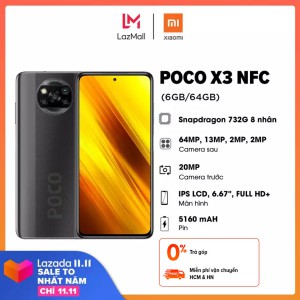 LazMall
xiaomi
POCO X3 NFC
(6GB/64GB)
Snapdragon 732G 8 nhân
64MP, 13MP, 2MP, 2MP
Camera sau
20MP
Camera trước
IPS LCD, 6.67", FULL HD+
Màn hình
5160 mAH
Pin
POCO
Lazada 11.11
SALE TO
NHẤT NĂM
CHỈ 11.11
0%
Trả góp
Miễn phí vận chuyển
HCM & HN